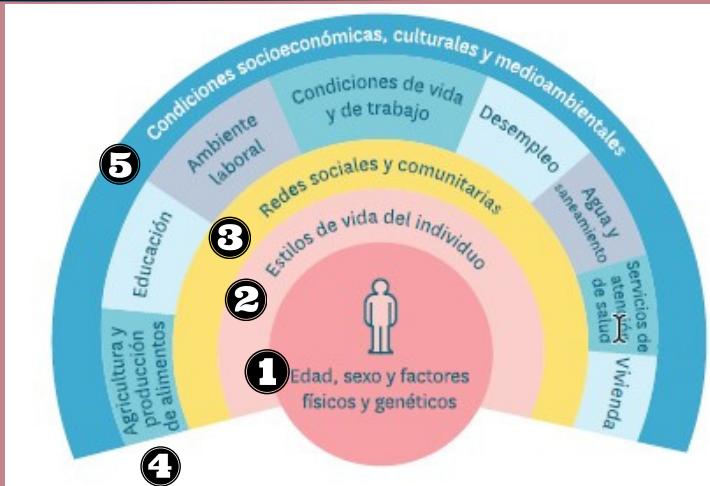 Condiciones socioeconómicas, culturales y medioambientales
5
Ambiente
laboral
Condiciones de vida
y de trabajo
Desempleo
Agua y
saneamiento
Educación
Servicios de
atención
de salud
Agricultura y
producción
de alimentos
Vivienda
4
3
Redes sociales y comunitarias
2
Estilos de vida del individuo
1
Edad, sexo y factores
físicos y genéticos